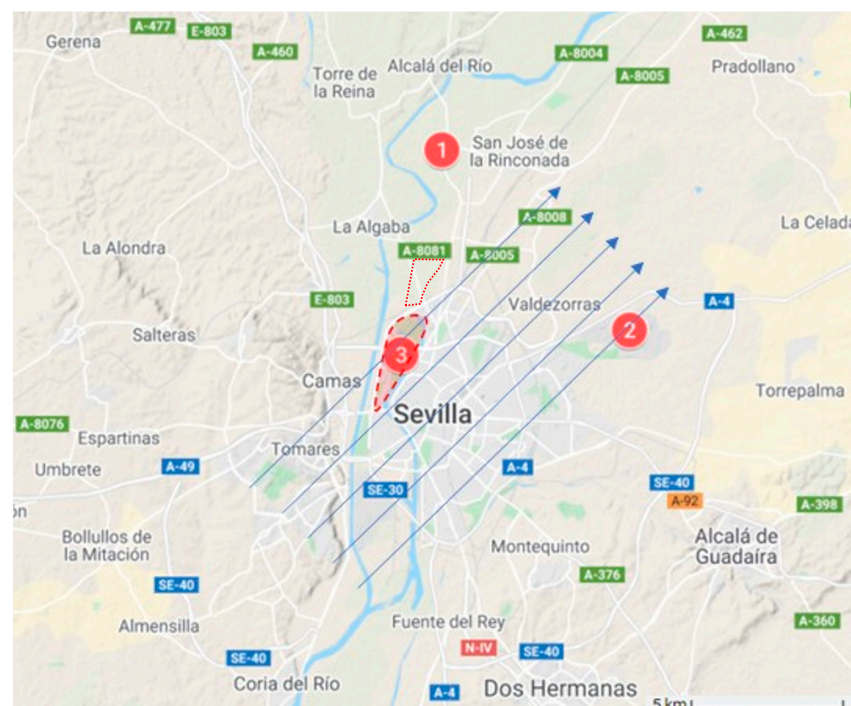 A-477
E-803
Gerena
A-460
A-462
Alcalá del Río
A-8004
Torre de
la Reina
A-8005
Pradollano
1
San José de
la Rinconada
La Algaba
A-8008
La Celada
La Alondra
A-8081
A-8005
E-803
Valdezorras
A-4
Salteras
2
3
Camas
Torrepalma
Sevilla
A-8076
Espartinas
Tomares
Umbrete
A-49
A-4
SE-30
SE-40
A-92
A-398
ón
Bollullos de
la Mitación
Montequinto
Alcalá de
Guadaíra
A-376
SE-40
Almensilla
Fuente del Rey
A-360
N-IV
SE-40
SE-40
Coria del Río
A-4
Dos Hermanas
5 km